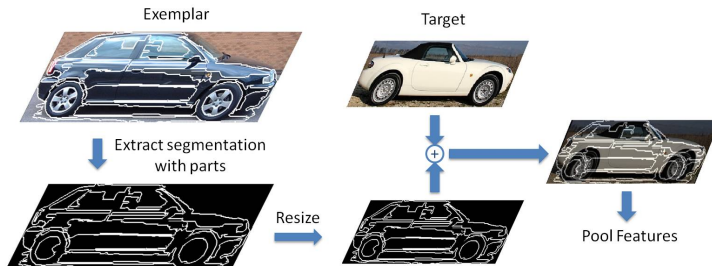 Exemplar
Target
Extract segmentation
with parts
Resize
Pool Features